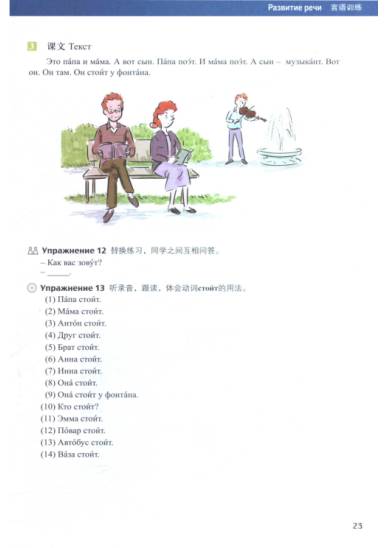 Развитие речи 言语训练
3 课文 Текст
Это па́па и ма́ма. А вот сын. Па́па поэ́т. И ма́ма поэ́т. А сын – музыка́нт. Вот
он. Он там. Он стои́т у фонта́на.
Упражнение 12 替换练习，同学之间互相问答。
– Как вас зову́т?
– _____.
Упражнение 13 听录音，跟读，体会动词стои́т的用法。
(1) Па́па стои́т.
(2) Ма́ма стои́т.
(3) Анто́н стои́т.
(4) Друг стои́т.
(5) Брат стои́т.
(6) Анна стои́т.
(7) Инна стои́т.
(8) Она́ стои́т.
(9) Она́ стои́т у фонта́на.
(10) Кто стои́т?
(11) Эмма стои́т.
(12) По́вар стои́т.
(13) Авто́бус стои́т.
(14) Ва́за стои́т.
23